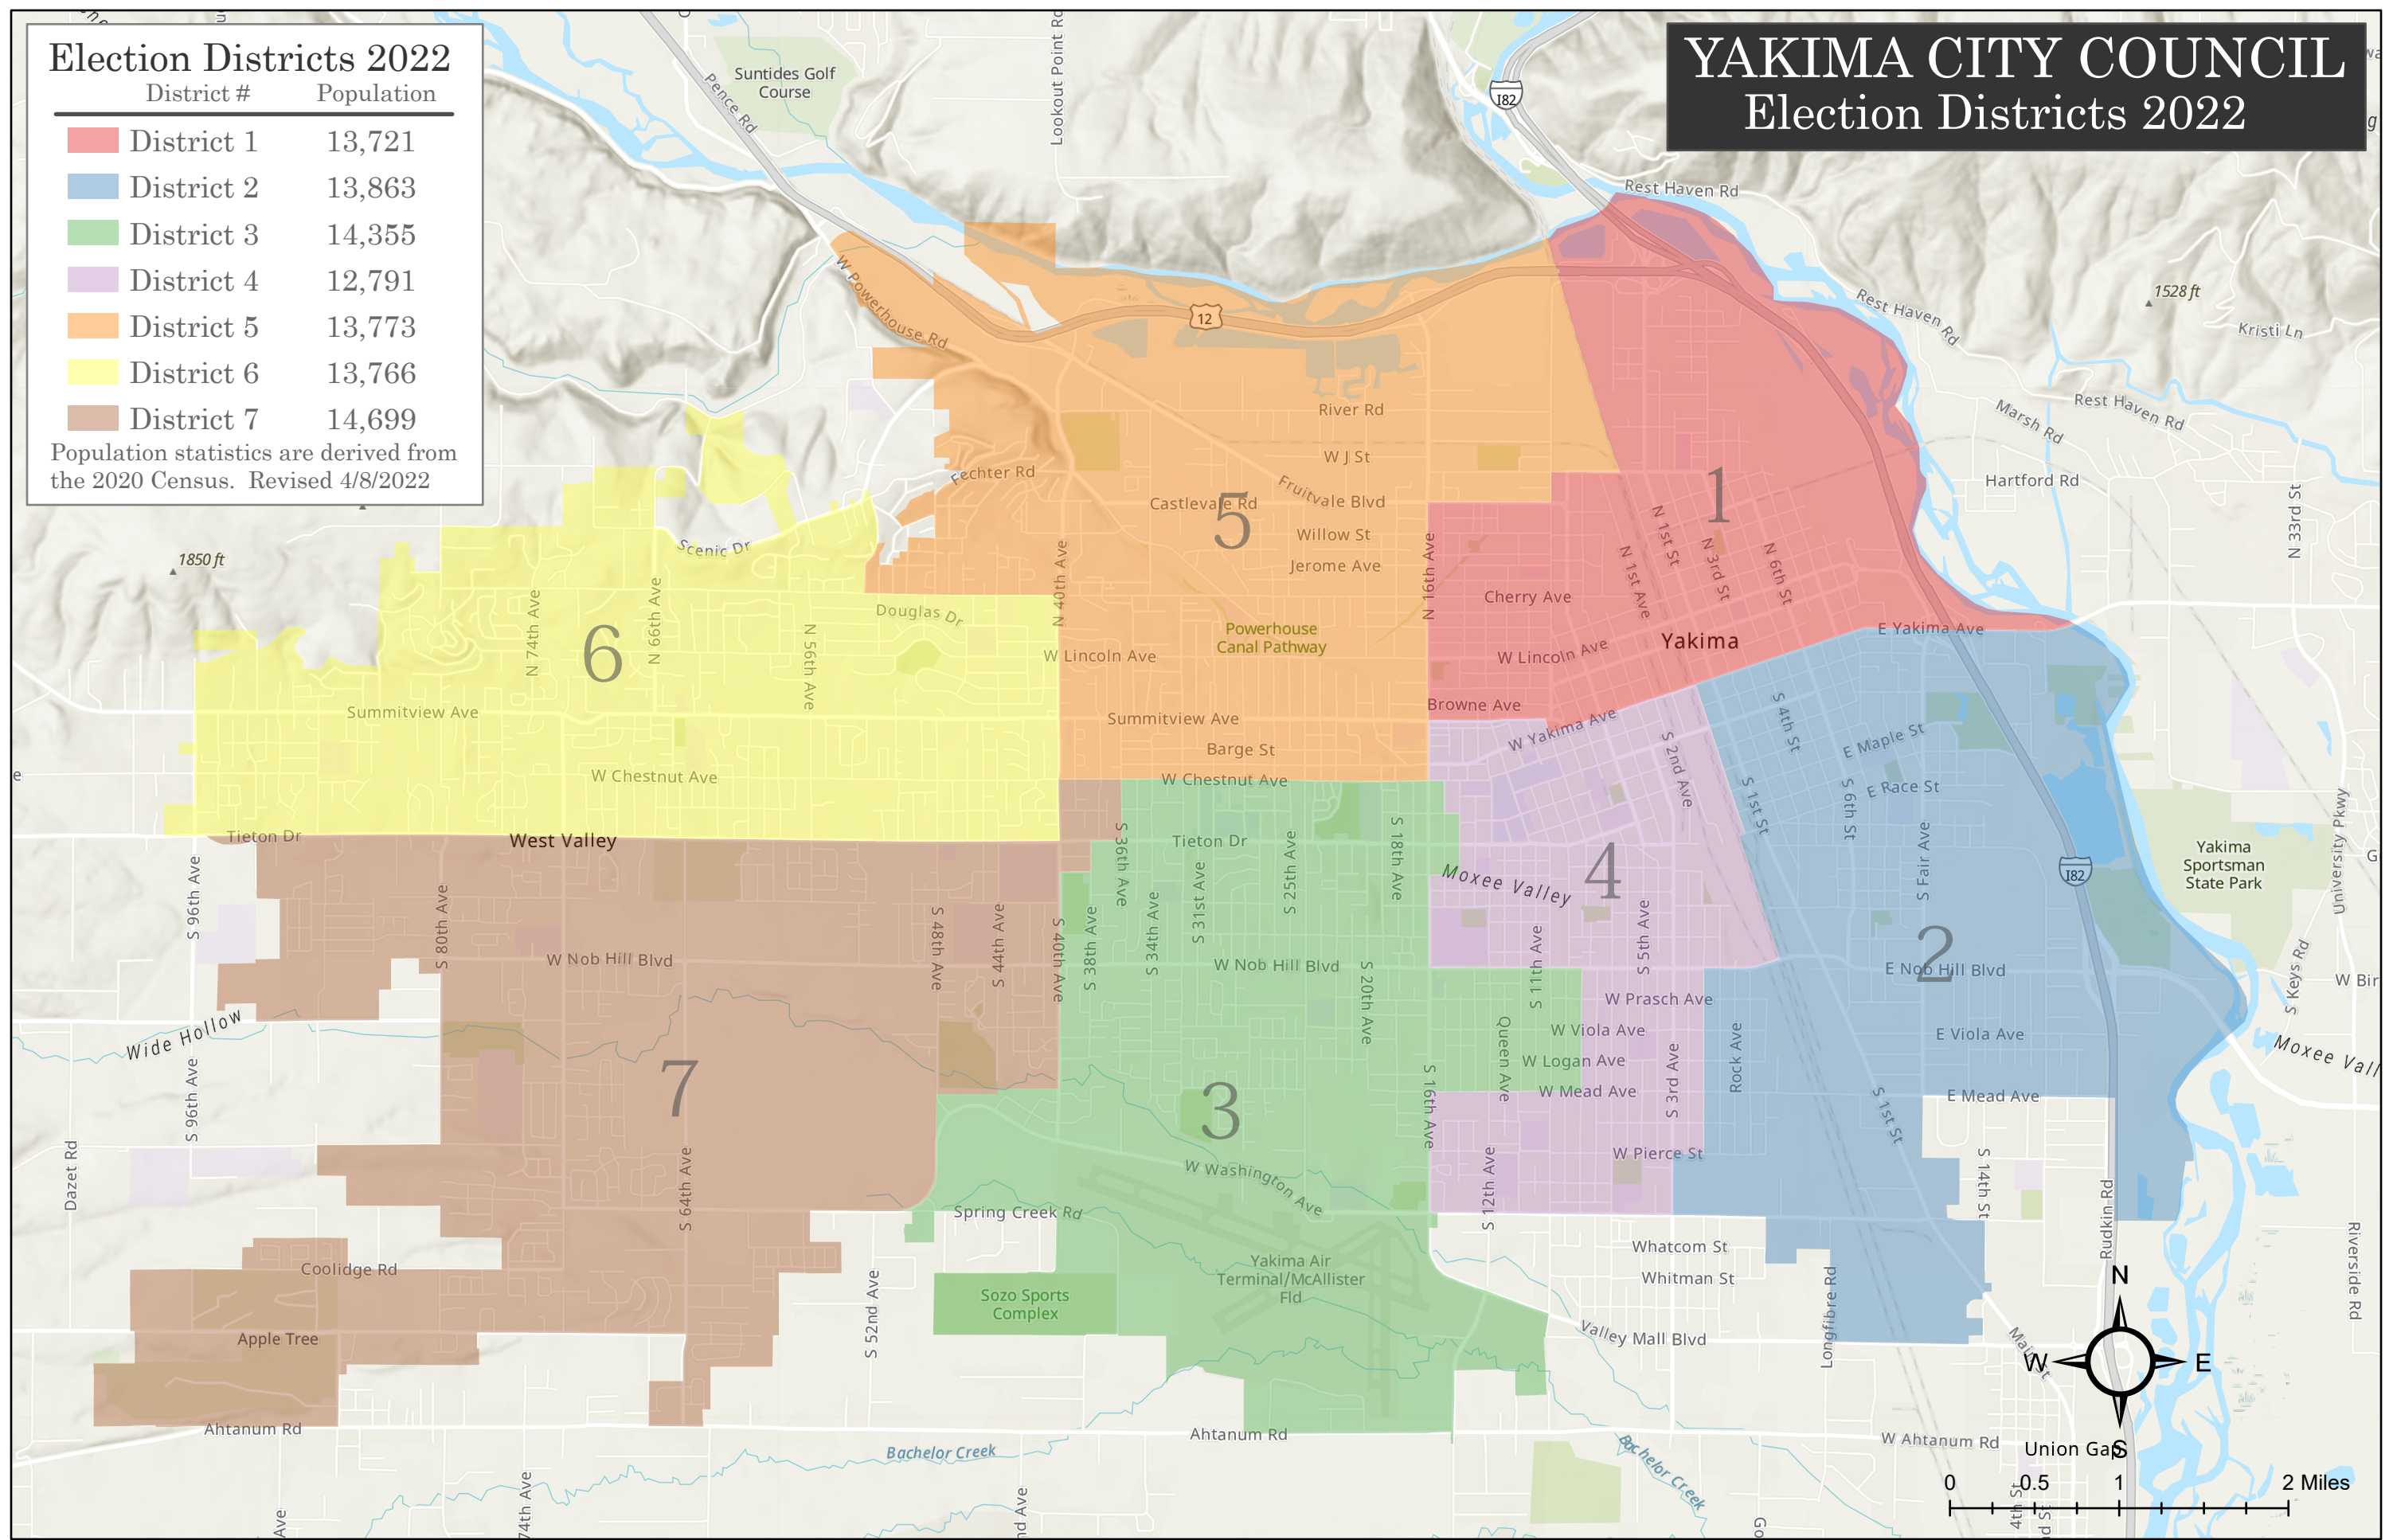 YAKIMA CITY COUNCIL
Election Districts 2022
Election Districts 2022
District # Population
District 1 13,721
District 2 13,863
District 3 14,355
District 4 12,791
District 5 13,773
District 6 13,766
District 7 14,699
Population statistics are derived from
the 2020 Census. Revised 4/8/2022
Suntides Golf
Course
Pence Rd
Lookout Point Rd
I82
Rest Haven Rd
W Powerhouse Rd
12
Rest Haven Rd
1528 ft
Kristi Ln
River Rd
Marsh Rd
Rest Haven Rd
W J St
Fechter Rd
Hartford Rd
Fruitvale Blvd
Castlevale Rd
5
1
N 33rd St
Willow St
N 1st St
Scenic Dr
1850 ft
Jerome Ave
N 40th Ave
N 16th Ave
N 1st Ave
N 3rd St
N 6th St
Cherry Ave
Douglas Dr
N 74th Ave
N 66th Ave
N 56th Ave
6
Powerhouse
Canal Pathway
E Yakima Ave
Yakima
W Lincoln Ave
W Lincoln Ave
Browne Ave
Summitview Ave
Summitview Ave
W Yakima Ave
S 4th St
Barge St
E Maple St
S 2nd Ave
W Chestnut Ave
W Chestnut Ave
S 1st St
S 6th St
E Race St
University Pkwy
Tieton Dr
West Valley
Tieton Dr
S 36th Ave
S 25th Ave
S 18th Ave
S Fair Ave
Yakima
Sportsman
State Park
I82
Moxee Valley
4
S 96th Ave
S 80th Ave
S 48th Ave
S 44th Ave
S 40th Ave
S 38th Ave
S 34th Ave
S 31st Ave
S 20th Ave
S 11th Ave
S 5th Ave
2
S Keys Rd
W Nob Hill Blvd
W Nob Hill Blvd
E Nob Hill Blvd
W Bir
W Prasch Ave
Wide Hollow
W Viola Ave
E Viola Ave
Queen Ave
Rock Ave
Moxee Vall
W Logan Ave
S 96th Ave
7
3
S 16th Ave
W Mead Ave
S 3rd Ave
E Mead Ave
S 1st St
Dazet Rd
S 64th Ave
W Washington Ave
S 12th Ave
W Pierce St
S 14th St
Spring Creek Rd
Rudkin Rd
Riverside Rd
Whatcom St
Coolidge Rd
Yakima Air
Terminal/McAllister
Fld
Whitman St
Sozo Sports
Complex
S 52nd Ave
Longfibre Rd
Apple Tree
Valley Mall Blvd
Main St
N
W
E
S
Ahtanum Rd
Ahtanum Rd
W Ahtanum Rd
Bachelor Creek
Bachelor Creek
Union Gap
0 0.5 1 2 Miles
74th Ave
nd Ave
Ave
4th St